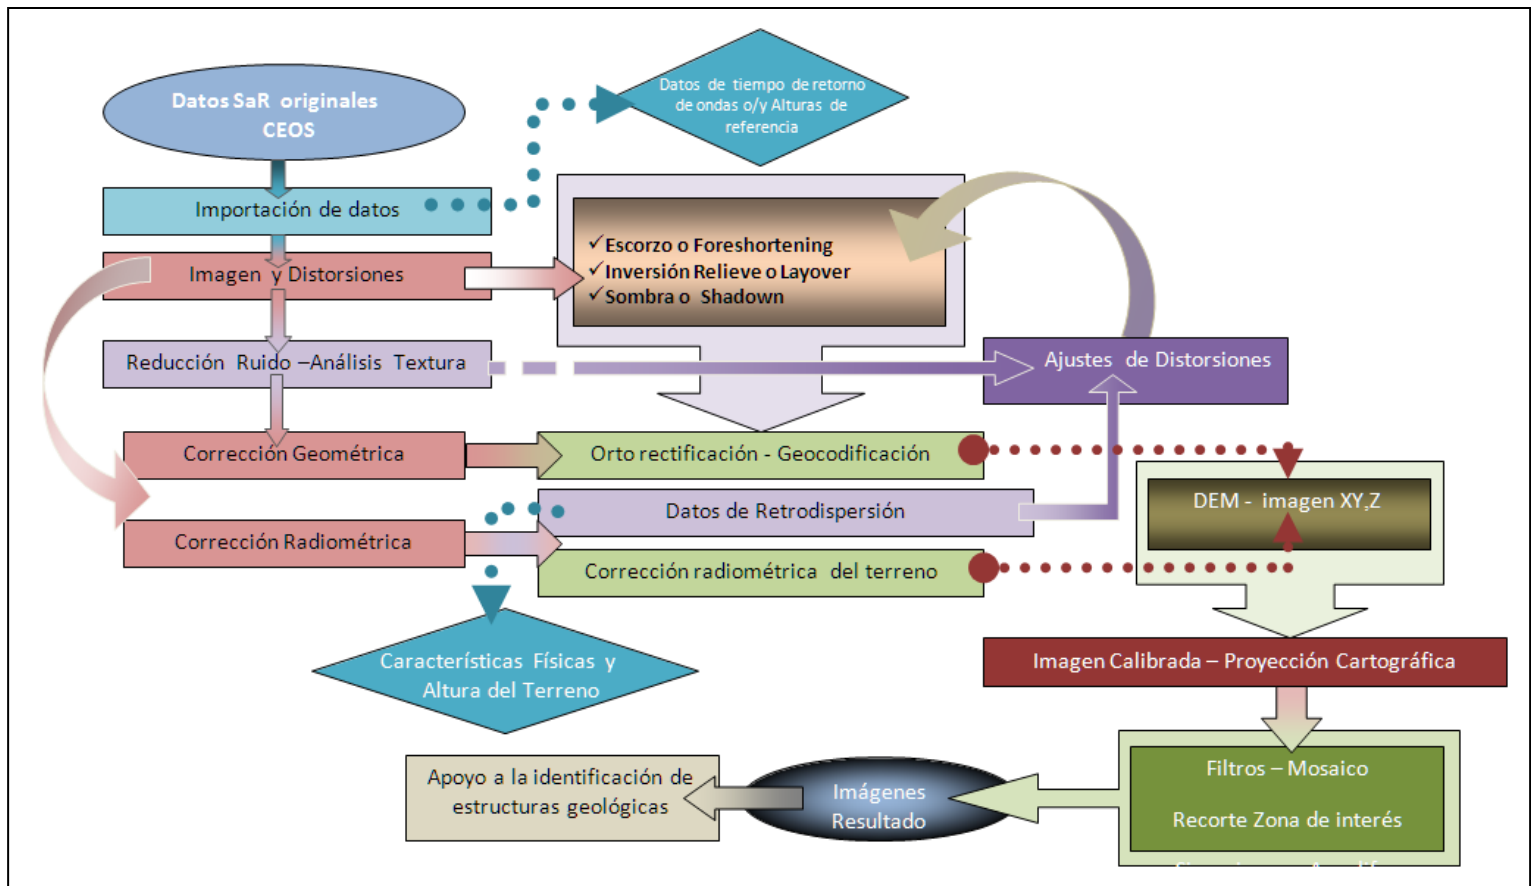 Datos SaR originales
CEOS
Datos de tiempo de retorno
de ondas o/y Alturas de
referencia
Importación de datos
Imagen y Distorsiones
✓Escorzo o Foreshortening
✓Inversión Relieve o Layover
✓Sombra o Shadown
Reducción Ruido –Análisis Textura
Ajustes de Distorsiones
Corrección Geométrica
Orto rectificación - Geocodificación
DEM - imagen XY,Z
Datos de Retrodispersión
Corrección Radiométrica
Corrección radiométrica del terreno
Características Físicas y
Altura del Terreno
Imagen Calibrada – Proyección Cartográfica
Filtros – Mosaico
Recorte Zona de interés
Imágenes
Resultado
Apoyo a la identificación de
estructuras geológicas